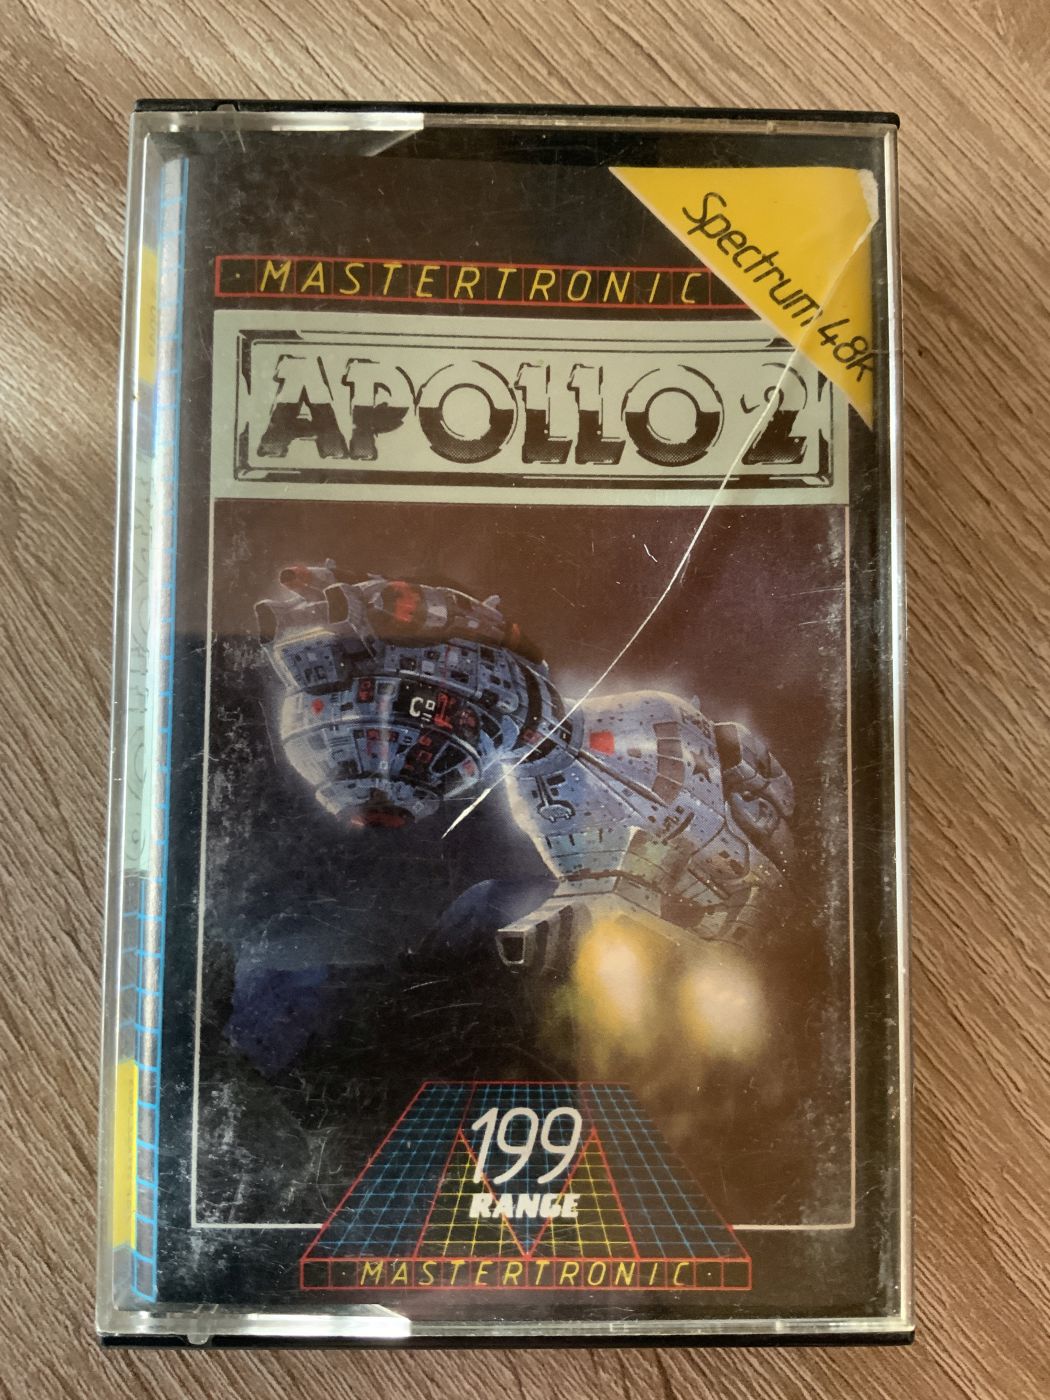 MASTERTRONIC
Spectrum 48K
APOLLO 2
199
RANGE
MASTERTRONIC